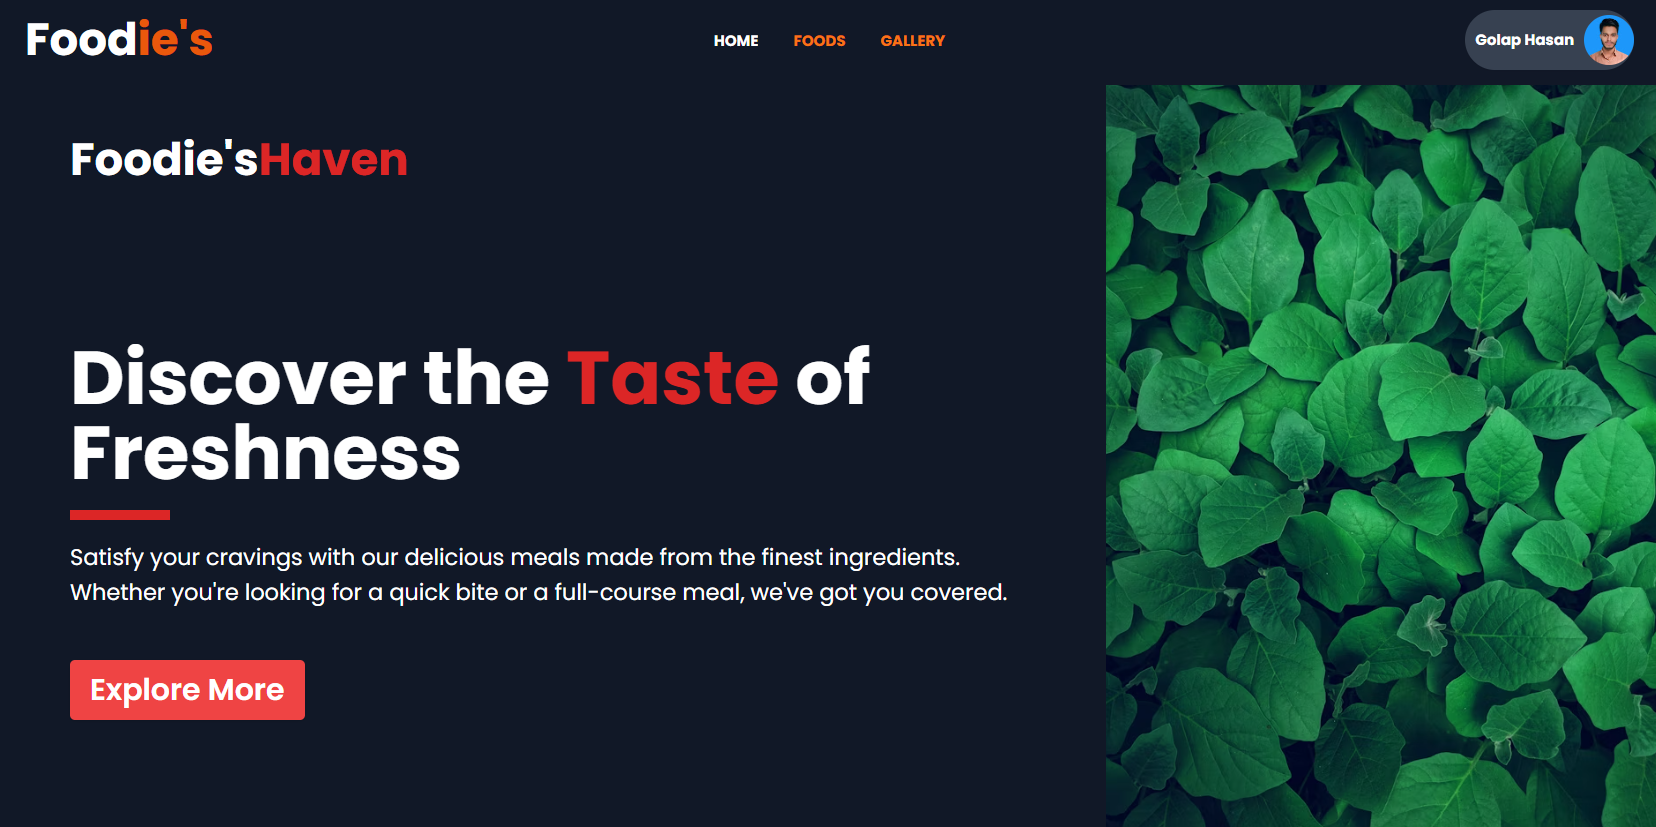 Foodie's
HOME FOODS GALLERY
Golap Hasan
Foodie'sHaven
Discover the Taste of
Freshness
Satisfy your cravings with our delicious meals made from the finest ingredients.
Whether you're looking for a quick bite or a full-course meal, we've got you covered.
Explore More